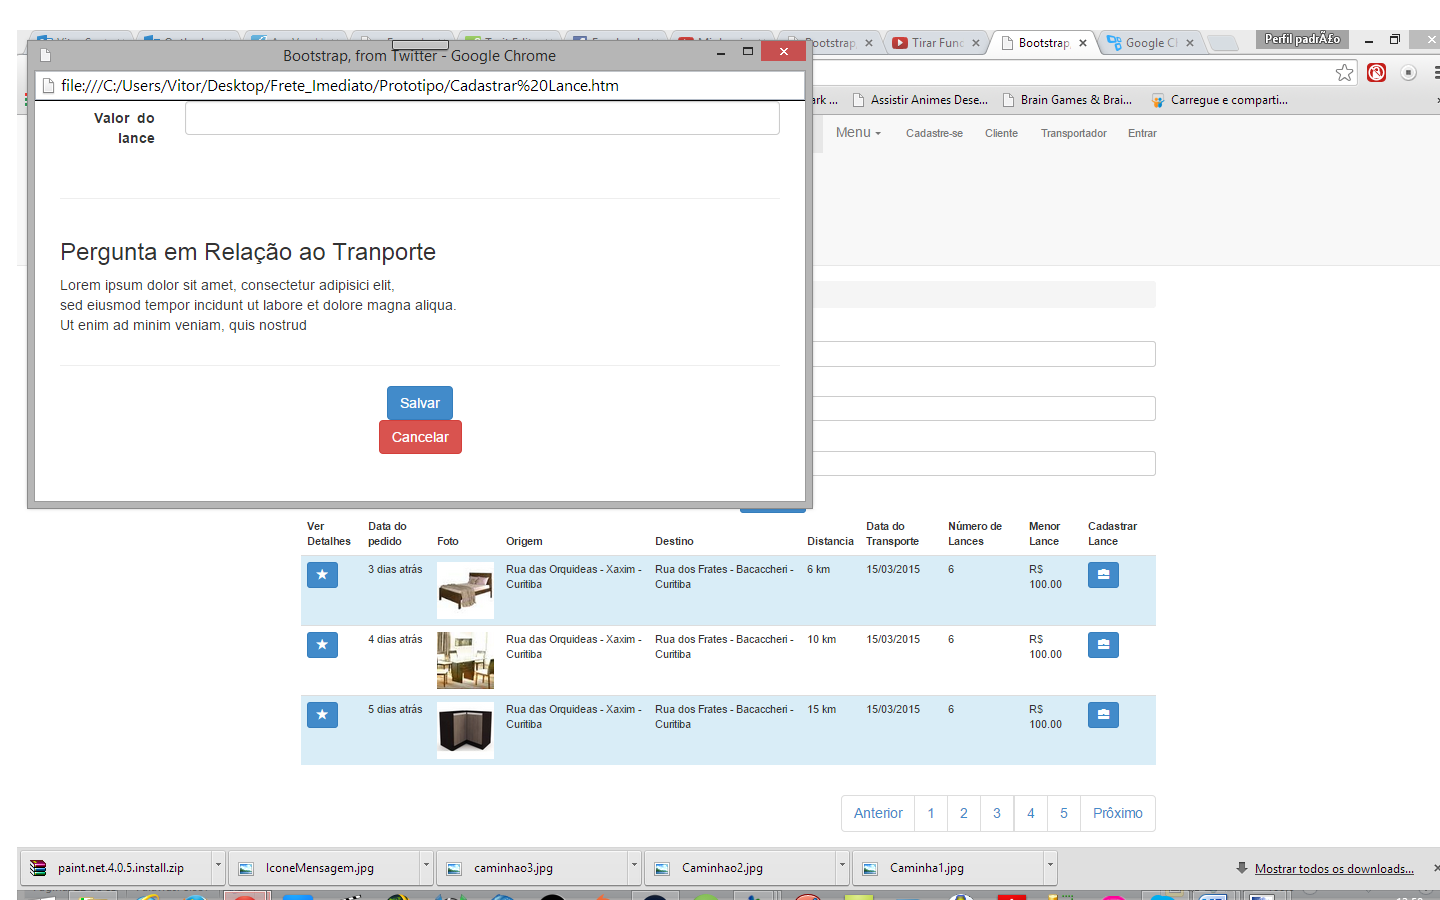 Bootstrap, from Twitter - Google Chrome
file:///C:/Users/Vitor/Desktop/Frete_Imediato/Prototipo/Cadastrar%20Lance.htm
Bootstrap,
Tirar Func
Bootstrap,
Google Cl
Perfil padrÃ£o
ark ...
Assistir Animes Dese...
Brain Games & Brai...
Carregue e comparti...
Menu
Cadastre-se
Cliente
Transportador
Entrar
Valor do
lance
Pergunta em Relação ao Tranporte
Lorem ipsum dolor sit amet, consectetur adipisici elit,
sed eiusmod tempor incidunt ut labore et dolore magna aliqua.
Ut enim ad minim veniam, quis nostrud
Salvar
Cancelar
Ver Detalhes Data do pedido Foto Origem Destino Distancia Data do Transporte Número de Lances Menor Lance Cadastrar Lance
3 dias atrás Rua das Orquideas - Xaxim - Curitiba Rua dos Frates - Bacaccheri - Curitiba 6 km 15/03/2015 6 R$ 100.00
4 dias atrás Rua das Orquideas - Xaxim - Curitiba Rua dos Frates - Bacaccheri - Curitiba 10 km 15/03/2015 6 R$ 100.00
5 dias atrás Rua das Orquideas - Xaxim - Curitiba Rua dos Frates - Bacaccheri - Curitiba 15 km 15/03/2015 6 R$ 100.00
Anterior 1 2 3 4 5 Prôximo
paint.net.4.0.5.install.zip
IconeMensagem.jpg
caminhao3.jpg
Caminhao2.jpg
Caminha1.jpg
Mostrar todos os downloads...